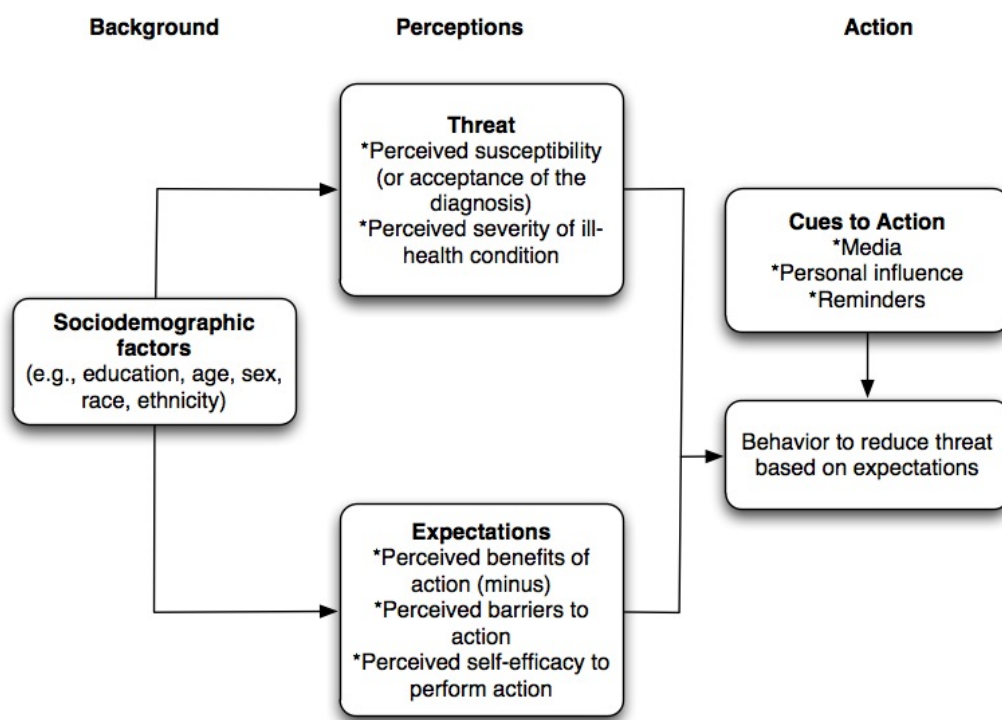 Background
Perceptions
Action
Threat
*Perceived susceptibility
(or acceptance of the
diagnosis)
*Perceived severity of ill-
health condition
Cues to Action
*Media
*Personal influence
*Reminders
Sociodemographic
factors
(e.g., education, age, sex,
race, ethnicity)
Behavior to reduce threat
based on expectations
Expectations
*Perceived benefits of
action (minus)
*Perceived barriers to
action
*Perceived self-efficacy to
perform action